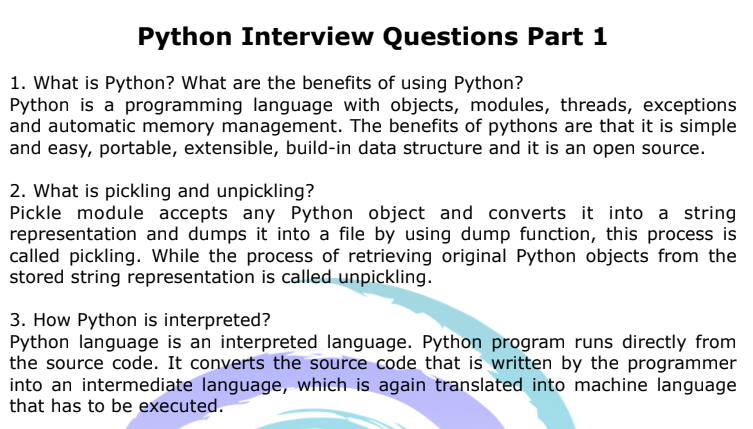 Python Interview Questions Part 1
1. What is Python? What are the benefits of using Python?
Python is a programming language with objects, modules, threads, exceptions
and automatic memory management. The benefits of pythons are that it is simple
and easy, portable, extensible, build-in data structure and it is an open source.
2. What is pickling and unpickling?
Pickle module accepts any Python object and converts it into a string
representation and dumps it into a file by using dump function, this process is
called pickling. While the process of retrieving original Python objects from the
stored string representation is called unpickling.
3. How Python is interpreted?
Python language is an interpreted language. Python program runs directly from
the source code. It converts the source code that is written by the programmer
into an intermediate language, which is again translated into machine language
that has to be executed.